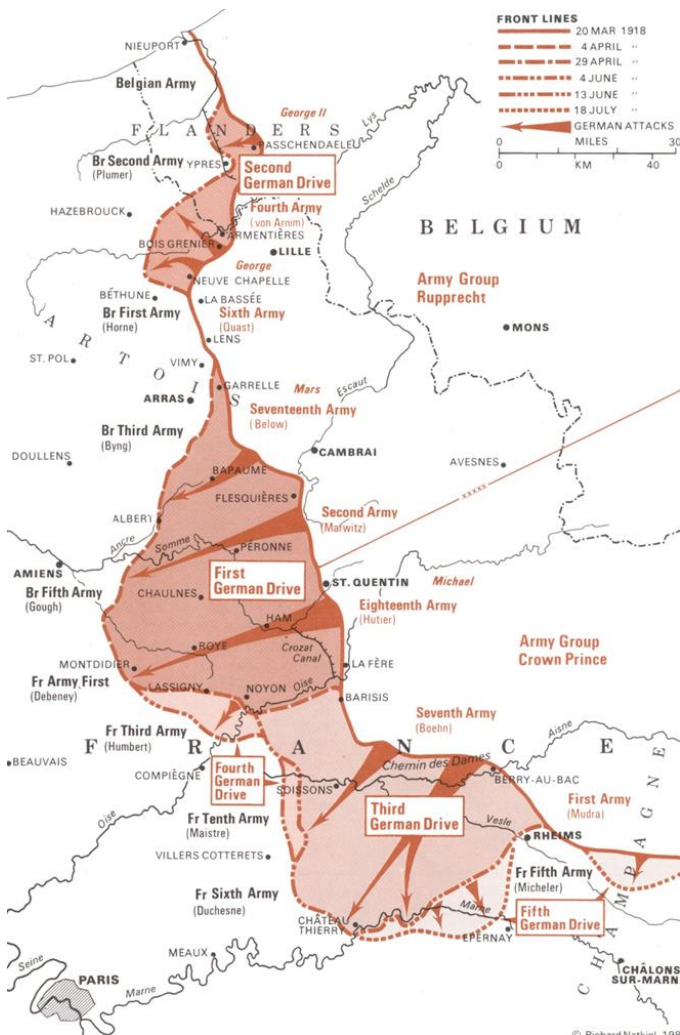 FRONT LINES
20 MAR 1918
4 APRIL "
29 APRIL "
4 JUNE "
13 JUNE "
18 JULY "
GERMAN ATTACKS
0 MILES 30
0 KM 40
NIEUPORT
Belgian Army
FLANDERS
George II
Lys
PASSCHENDAELE
Br Second Army
(Plumer)
YPRES
Second
German Drive
Schelde
HAZEBROUCK
Fourth Army
(von Arnim)
ARMENTIÈRES
BELGIUM
BOIS GRENIER
LILLE
George
NEUVE CHAPELLE
Army Group
Rupprecht
BÉTHUNE
LA BASSÉE
Br First Army
(Horne)
Sixth Army
(Quast)
MONS
ARTOIS
LENS
ST. POL
VIMY
GARRELLE
Mars
Escaut
ARRAS
Seventeenth Army
(Below)
Br Third Army
(Byng)
CAMBRAI
DOULLENS
AVESNES
BAPAUME
FLESQUIÈRES
xxxxx
Second Army
(Marwitz)
ALBERT
Ancre
Somme
PÉRONNE
AMIENS
First
German Drive
ST. QUENTIN
Michael
Br Fifth Army
(Gough)
CHAULNES
Eighteenth Army
(Hutier)
HAM
ROYE
Crozat
Canal
Army Group
Crown Prince
MONTDIDIER
LA FÈRE
Fr Army First
(Debeney)
LASSIGNY
NOYON
Oise
BARISIS
Seventh Army
(Boehn)
Fr Third Army
(Humbert)
Aisne
FRANCE
BEAUVAIS
Chemin des Dames
COMPIÈGNE
Fourth
German
Drive
SOISSONS
BERRY-AU-BAC
First Army
(Mudra)
Third
German Drive
Oise
Fr Tenth Army
(Maistre)
Vesle
RHEIMS
VILLERS COTTERETS
Fr Fifth Army
(Micheler)
CHAMPAGNE
Fr Sixth Army
(Duchesne)
Marne
Fifth
German Drive
CHÂTEAU
THIERRY
EPERNAY
MEAUX
Seine
PARIS
Marne
CHÂLONS
SUR-MARN
© Richard Natkiel, 198